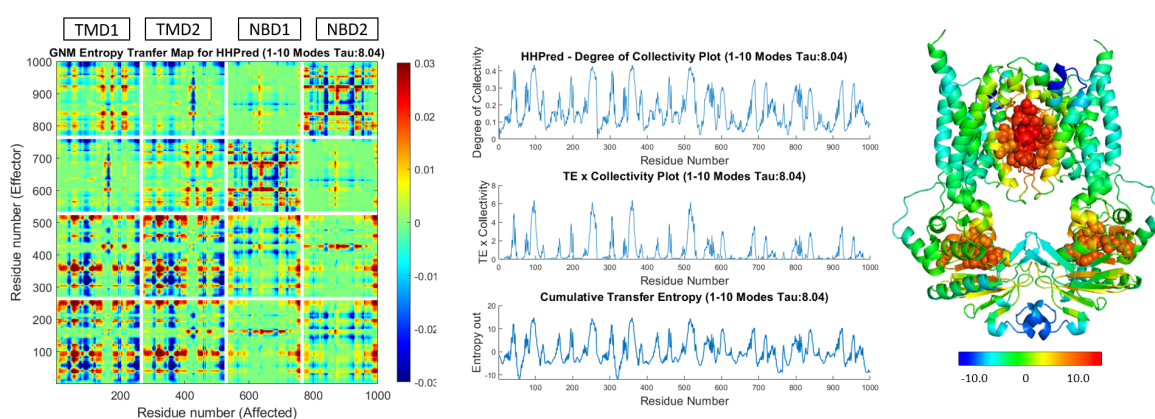 TMD1 TMD2 NBD1 NBD2
GNM Entropy Tranfer Map for HHPred (1-10 Modes Tau:8.04)
Residue number (Effector)
1000
900
800
700
600
500
400
300
200
100
200 400 600 800 1000
Residue number (Affected)
0.03
0.02
0.01
0
-0.01
-0.02
-0.03
HHPred - Degree of Collectivity Plot (1-10 Modes Tau:8.04)
Degree of Collectivity
0.4
0.3
0.2
0.1
0
0 100 200 300 400 500 600 700 800 900 1000
Residue Number
TE x Collectivity Plot (1-10 Modes Tau:8.04)
TE x Collectivity
8
6
4
2
0
0 100 200 300 400 500 600 700 800 900 1000
Residue Number
Cumulative Transfer Entropy (1-10 Modes Tau:8.04)
Entropy out
10
0
-10
100 200 300 400 500 600 700 800 900 1000
Residue Number
-10.0 0 10.0